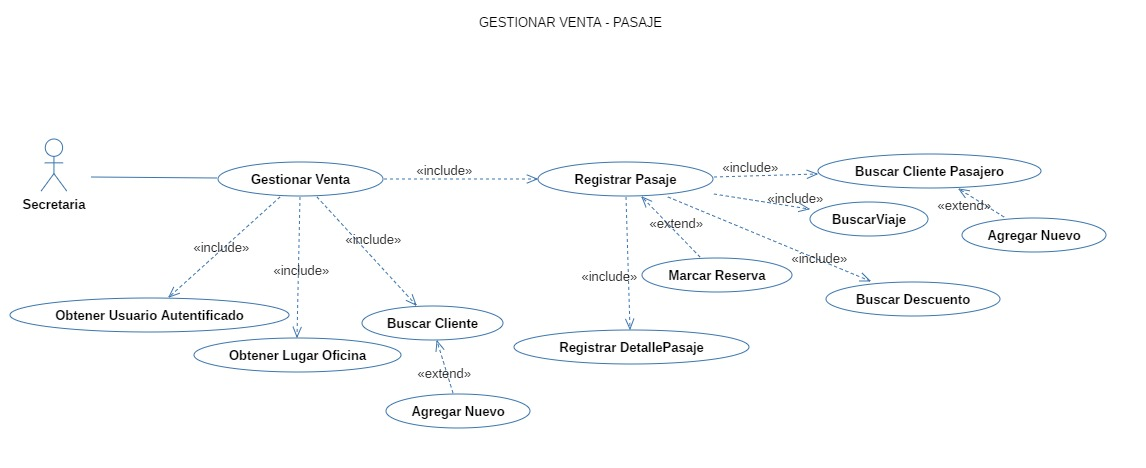 GESTIONAR VENTA - PASAJE
Secretaria
Gestionar Venta
«include»
Registrar Pasaje
«include»
Buscar Cliente Pasajero
«include»
BuscarViaje
«extend»
Agregar Nuevo
«extend»
Marcar Reserva
«include»
Buscar Descuento
«include»
Registrar DetallePasaje
«include»
Obtener Usuario Autentificado
«include»
Obtener Lugar Oficina
«include»
Buscar Cliente
«extend»
Agregar Nuevo